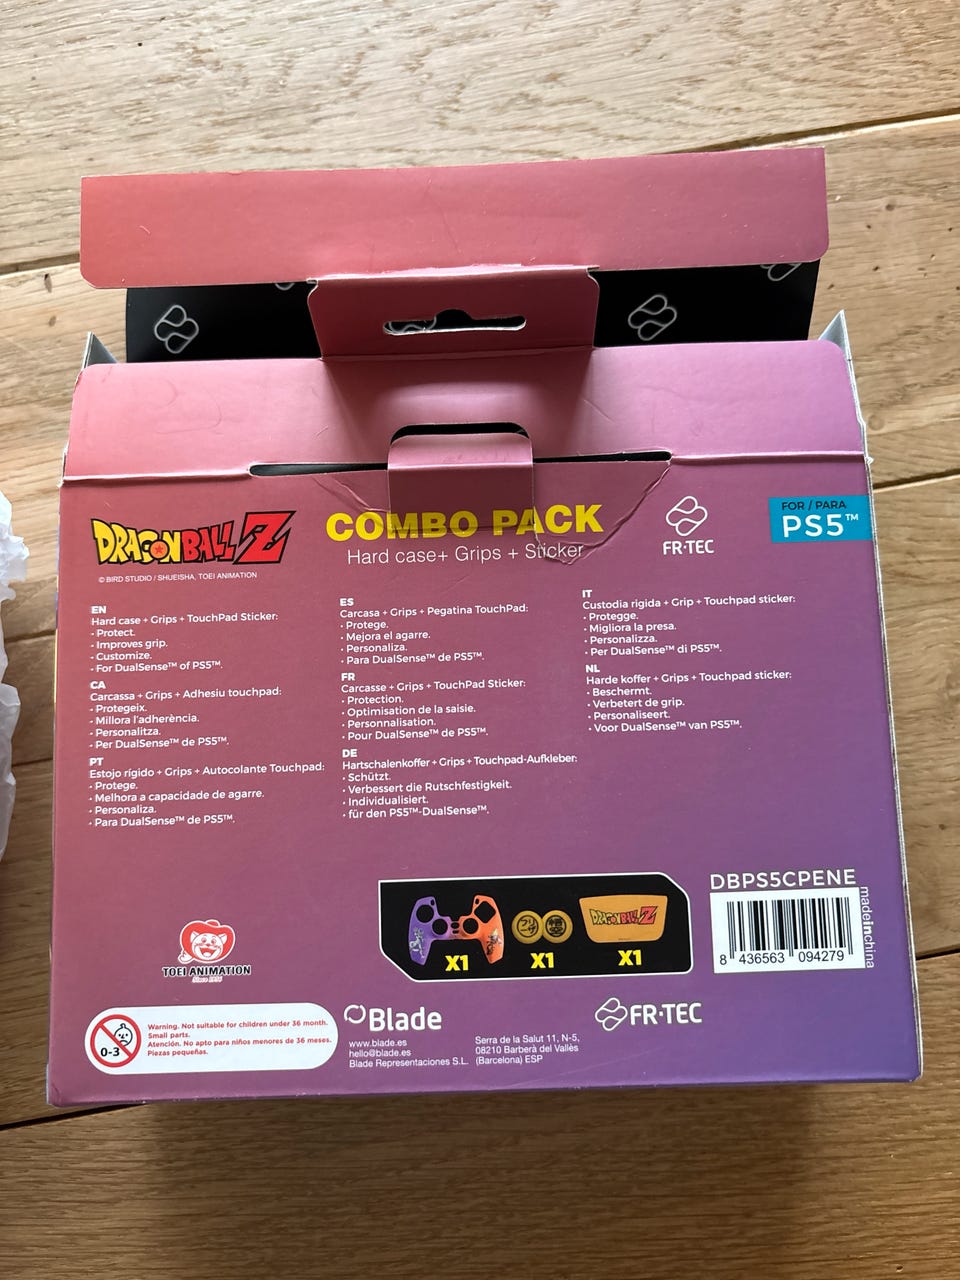 DRAGON BALL Z
© BIRD STUDIO / SHUEISHA, TOEI ANIMATION
COMBO PACK
Hard case+ Grips + Sticker
FR·TEC
FOR / PARA
PS5™
EN
Hard case + Grips + TouchPad Sticker:
• Protect.
• Improves grip.
• Customize.
• For DualSense™ of PS5™.
CA
Carcassa + Grips + Adhesiu touchpad:
• Protegeix.
• Millora l'adherència.
• Personalitza.
• Per DualSense™ de PS5™.
PT
Estojo rígido + Grips + Autocolante Touchpad:
• Protege.
• Melhora a capacidade de agarre.
• Personaliza.
• Para DualSense™ de PS5™.
ES
Carcasa + Grips + Pegatina TouchPad:
• Protege.
• Mejora el agarre.
• Personaliza.
• Para DualSense™ de PS5™.
FR
Carcasse + Grips + TouchPad Sticker:
• Protection.
• Optimisation de la saisie.
• Personnalisation.
• Pour DualSense™ de PS5™.
DE
Hartschalenkoffer + Grips + Touchpad-Aufkleber:
• Schützt.
• Verbessert die Rutschfestigkeit.
• Individualisiert.
• für den PS5™-DualSense™.
IT
Custodia rigida + Grip + Touchpad sticker:
• Protegge.
• Migliora la presa.
• Personalizza.
• Per DualSense™ di PS5™.
NL
Harde koffer + Grips + Touchpad sticker:
• Beschermt.
• Verbetert de grip.
• Personaliseert.
• Voor DualSense™ van PS5™.
TOEI ANIMATION
Since 1956
X1
X1
DRAGON BALL Z
X1
DBPS5CPENE
8 436563 094279
made in china
0-3
Warning. Not suitable for children under 36 month.
Small parts.
Atención. No apto para niños menores de 36 meses.
Piezas pequeñas.
Blade
www.blade.es
hello@blade.es
Blade Representaciones S.L.
Serra de la Salut 11, N-5,
08210 Barberà del Vallès
(Barcelona) ESP
FR·TEC